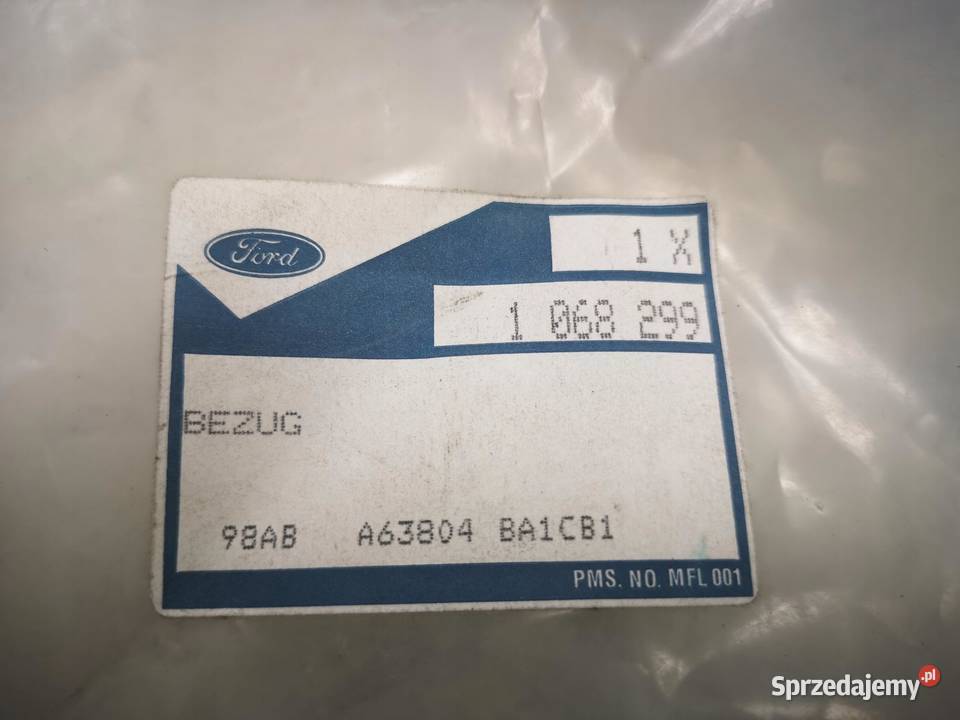 Ford
1 X
1 068 299
BEZUG
98AB A63804 BA1CB1
PMS. NO. MFL 001
Sprzedajemy.pl